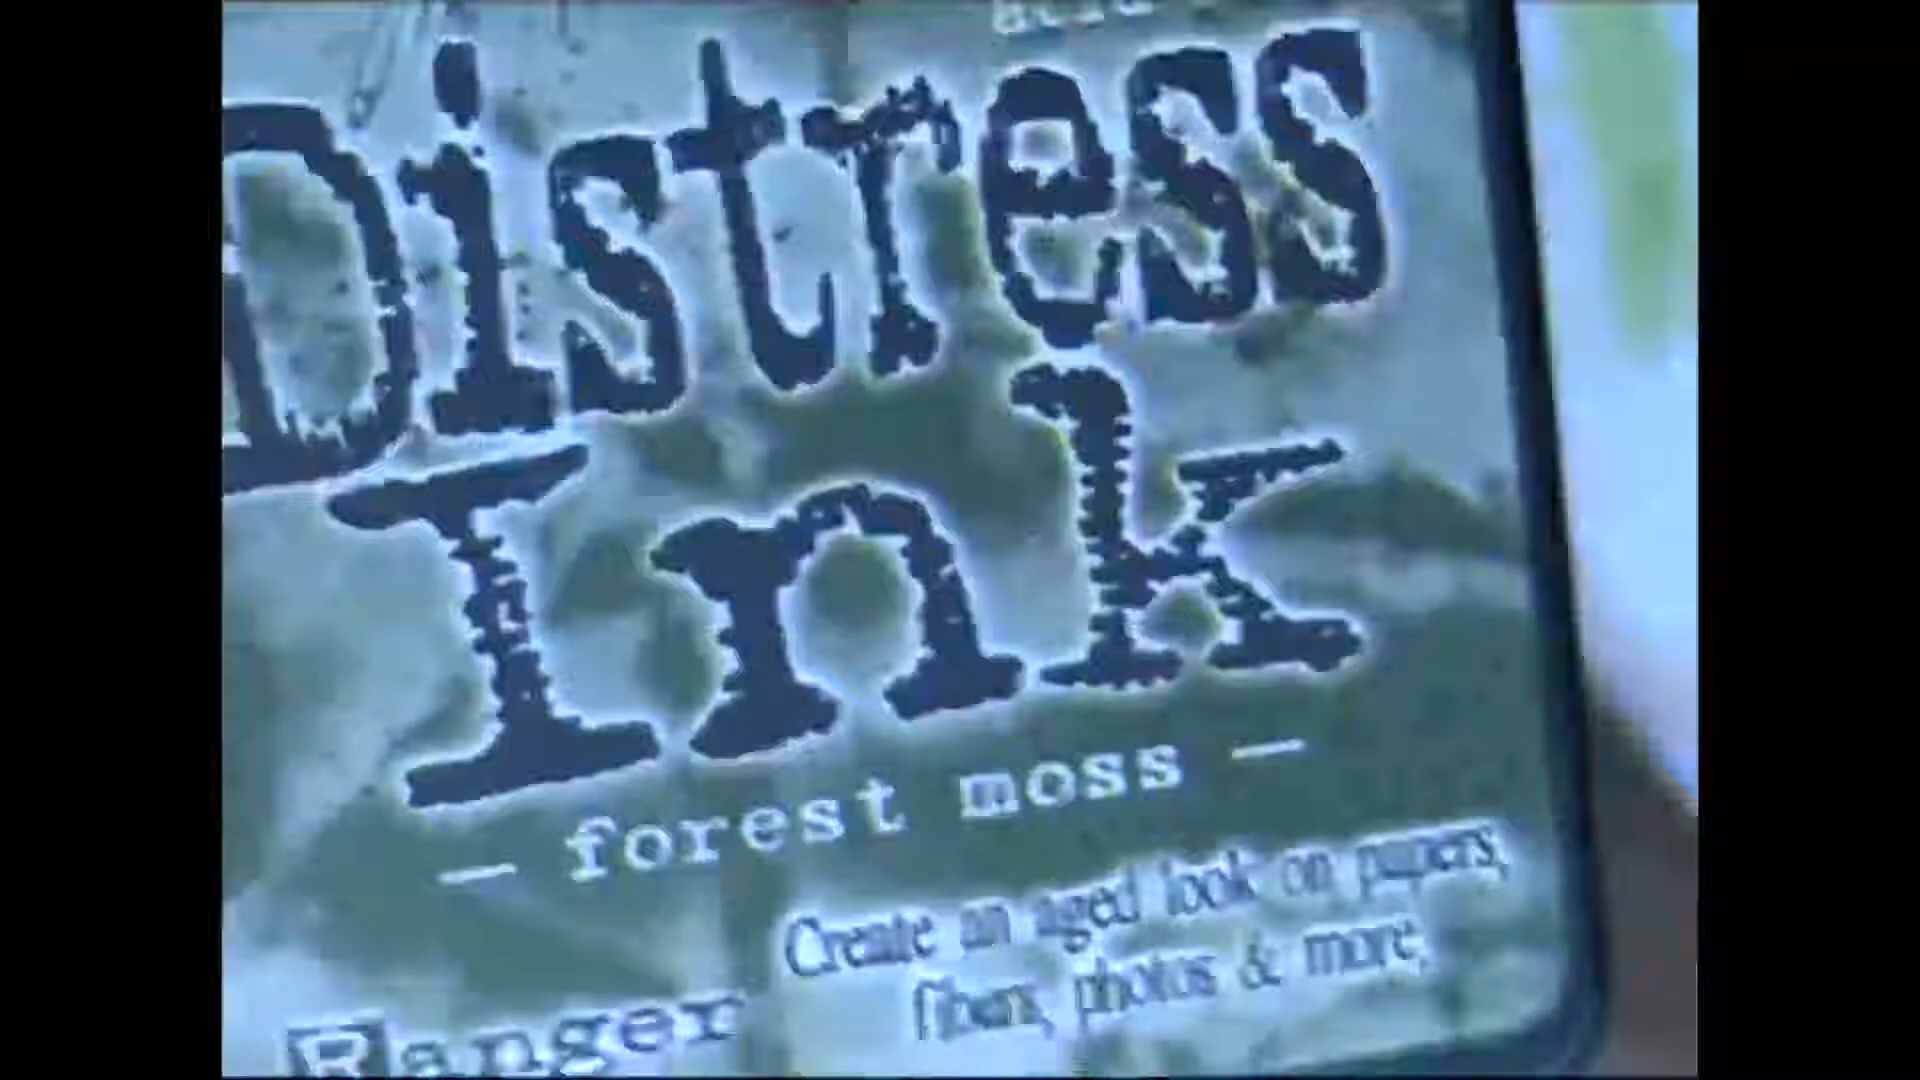 Distress
Ink
— forest moss —
Create an aged look on papers,
fibers, photos & more,
Ranger